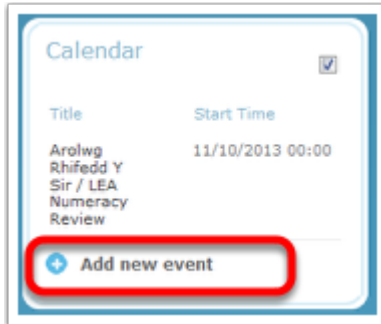 Calendar
Title Start Time
Arolwg 11/10/2013 00:00
Rhifedd Y
Sir / LEA
Numeracy
Review
Add new event